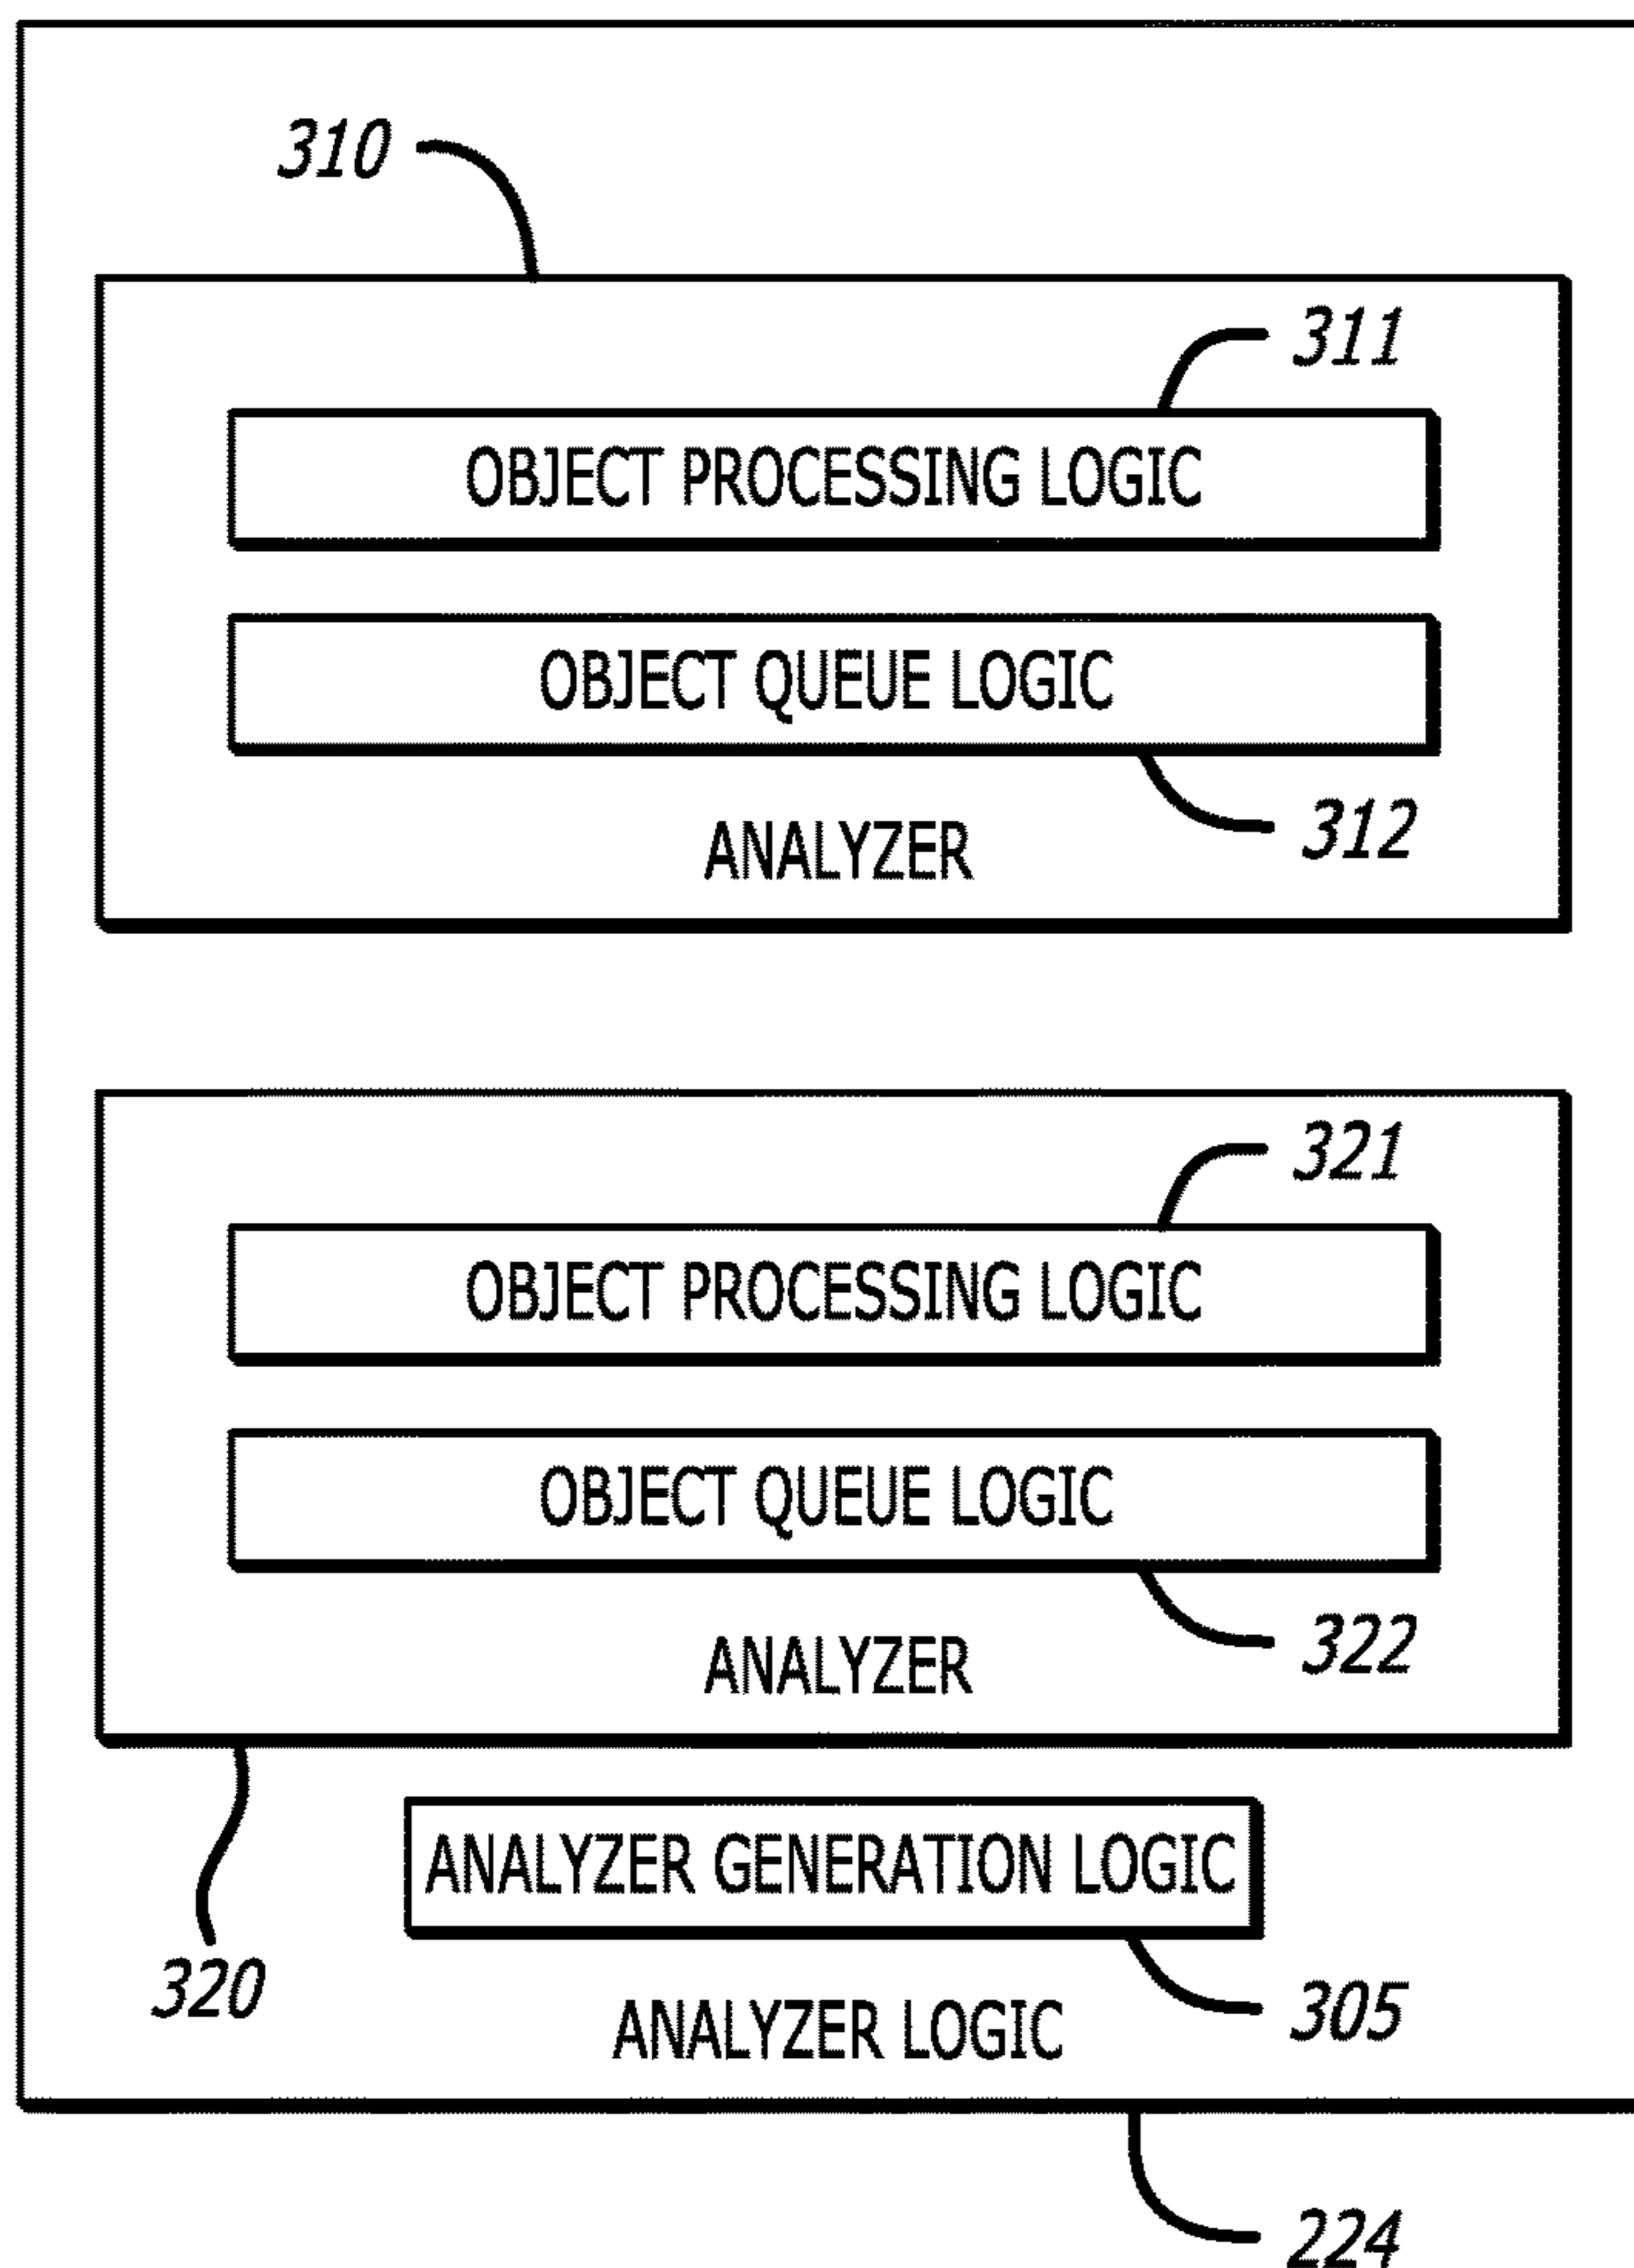 310
311
OBJECT PROCESSING LOGIC
OBJECT QUEUE LOGIC
312
ANALYZER
321
OBJECT PROCESSING LOGIC
OBJECT QUEUE LOGIC
322
ANALYZER
ANALYZER GENERATION LOGIC
320
305
ANALYZER LOGIC
224